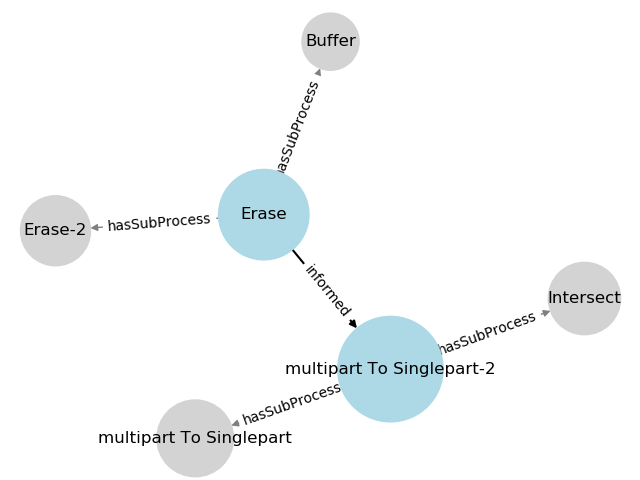 Buffer
hasSubProcess
Erase
Erase-2
hasSubProcess
informed
Intersect
hasSubProcess
multipart To Singlepart-2
hasSubProcess
multipart To Singlepart